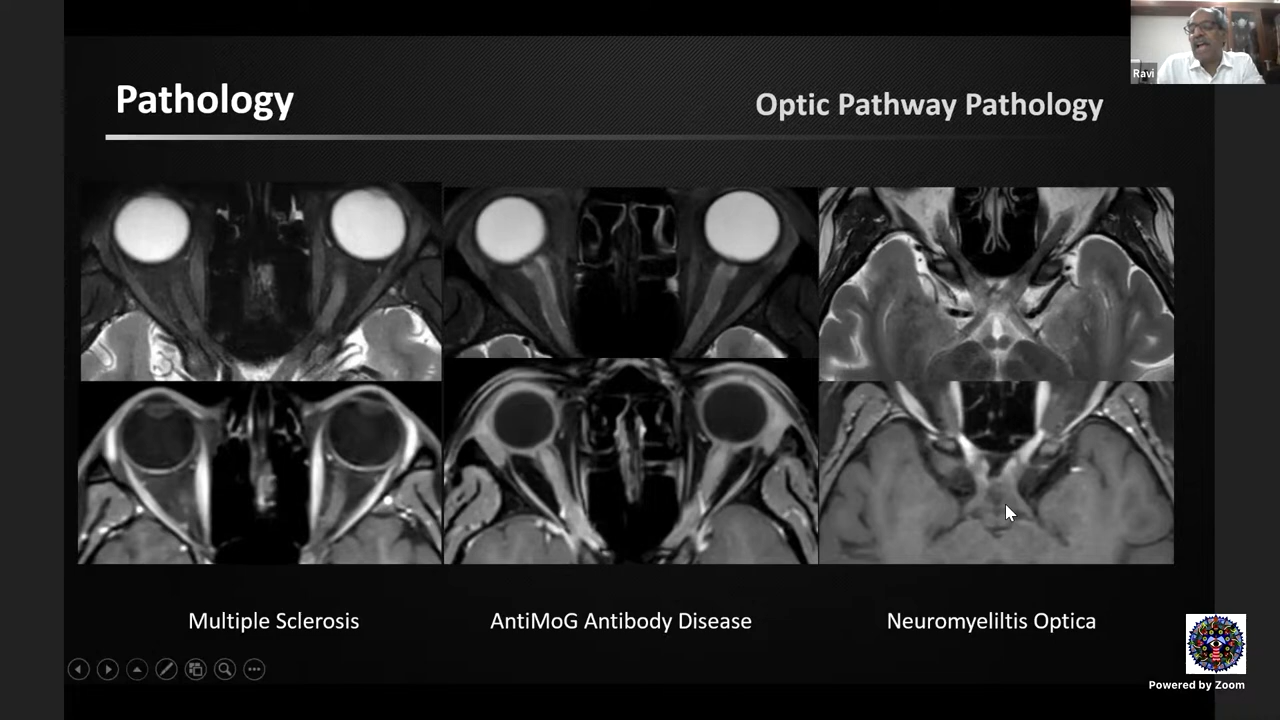 Ravi
Pathology
Optic Pathway Pathology
Multiple Sclerosis
AntiMoG Antibody Disease
Neuromyeliltis Optica
Powered by Zoom